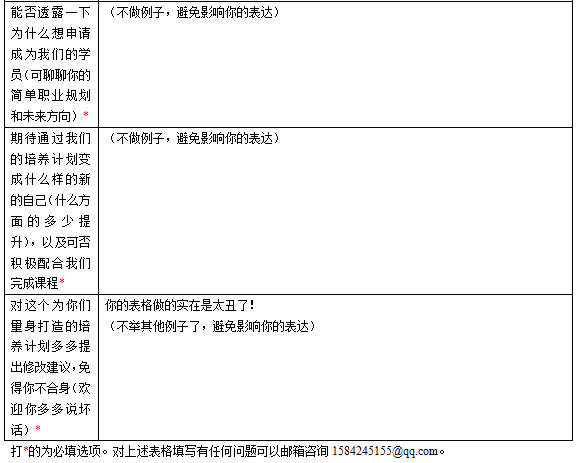 能否透露一下
（不做例子，避免影响你的表达）
为什么想申请
成为我们的学
员(可聊聊你的
简单职业规划
和未来方向）*
期待通过我们
（不做例子，避免影响你的表达）
的培养计划变
成什么样的新
的自己(什么方
面的多少提
升)，以及可否
积极配合我们
完成课程*
对这个为你们
你的表格做的实在是太丑了！
量身打造的培
（不举其他例子了，避免影响你的表达）
养计划多多提
出修改建议，免
得你不合身(欢
迎你多多说坏
话）*
打*的为必填选项。对上述表格填写有任何问题可以邮箱咨询 1584245155@qq.com。